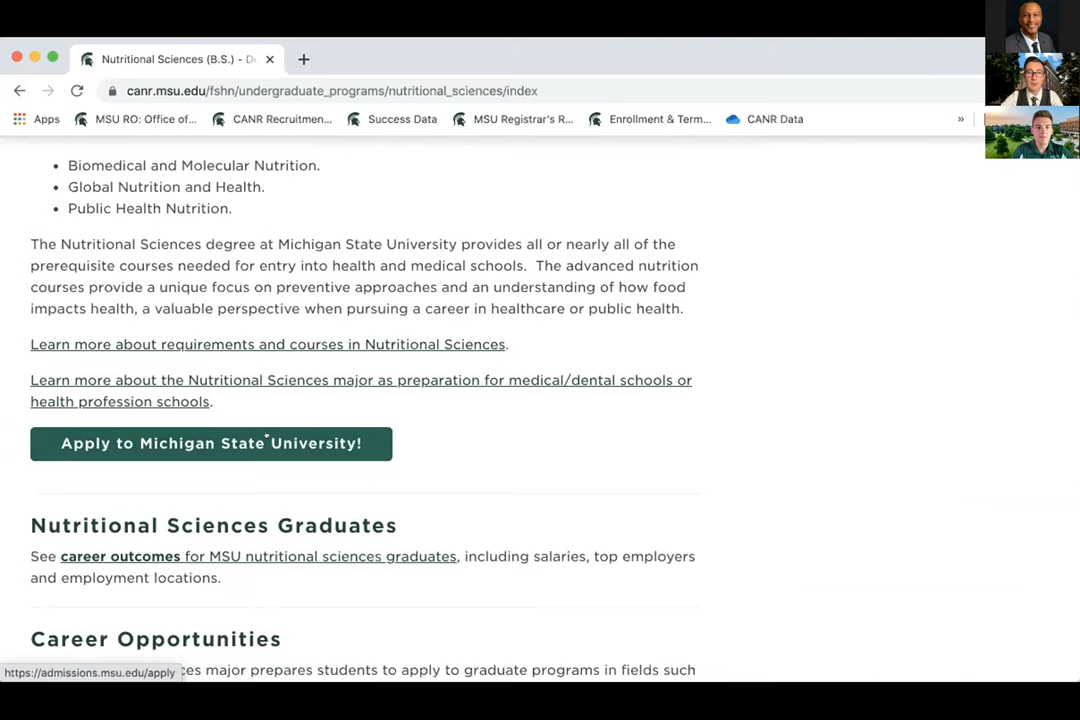 Nutritional Sciences (B.S.) - De
canr.msu.edu/fshn/undergraduate_programs/nutritional_sciences/index
Apps MSU RO: Office of... CANR Recruitmen... Success Data MSU Registrar's R... Enrollment & Term... CANR Data »
• Biomedical and Molecular Nutrition.
• Global Nutrition and Health.
• Public Health Nutrition.
The Nutritional Sciences degree at Michigan State University provides all or nearly all of the
prerequisite courses needed for entry into health and medical schools. The advanced nutrition
courses provide a unique focus on preventive approaches and an understanding of how food
impacts health, a valuable perspective when pursuing a career in healthcare or public health.
Learn more about requirements and courses in Nutritional Sciences.
Learn more about the Nutritional Sciences major as preparation for medical/dental schools or
health profession schools.
Apply to Michigan State University!
Nutritional Sciences Graduates
See career outcomes for MSU nutritional sciences graduates, including salaries, top employers
and employment locations.
Career Opportunities
ces major prepares students to apply to graduate programs in fields such
https://admissions.msu.edu/apply